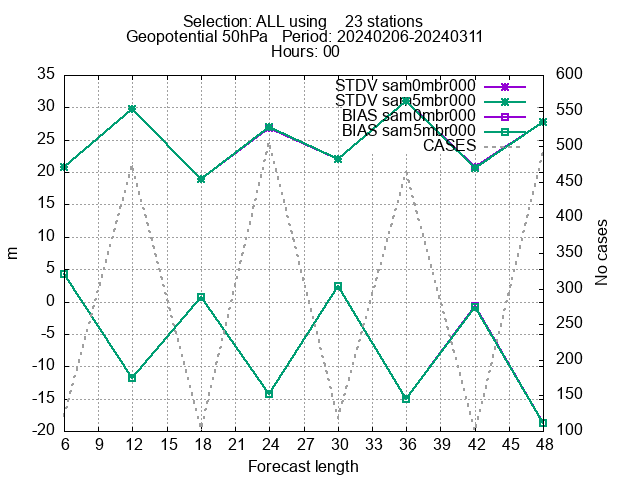 Selection: ALL using    23 stations
Geopotential 50hPa   Period: 20240206-20240311
Hours: 00
35
30
25
20
15
10
5
0
-5
-10
-15
-20
m
600
550
500
450
400
350
300
250
200
150
100
No cases
STDV sam0mbr000
STDV sam5mbr000
BIAS sam0mbr000
BIAS sam5mbr000
CASES
6 9 12 15 18 21 24 27 30 33 36 39 42 45 48
Forecast length